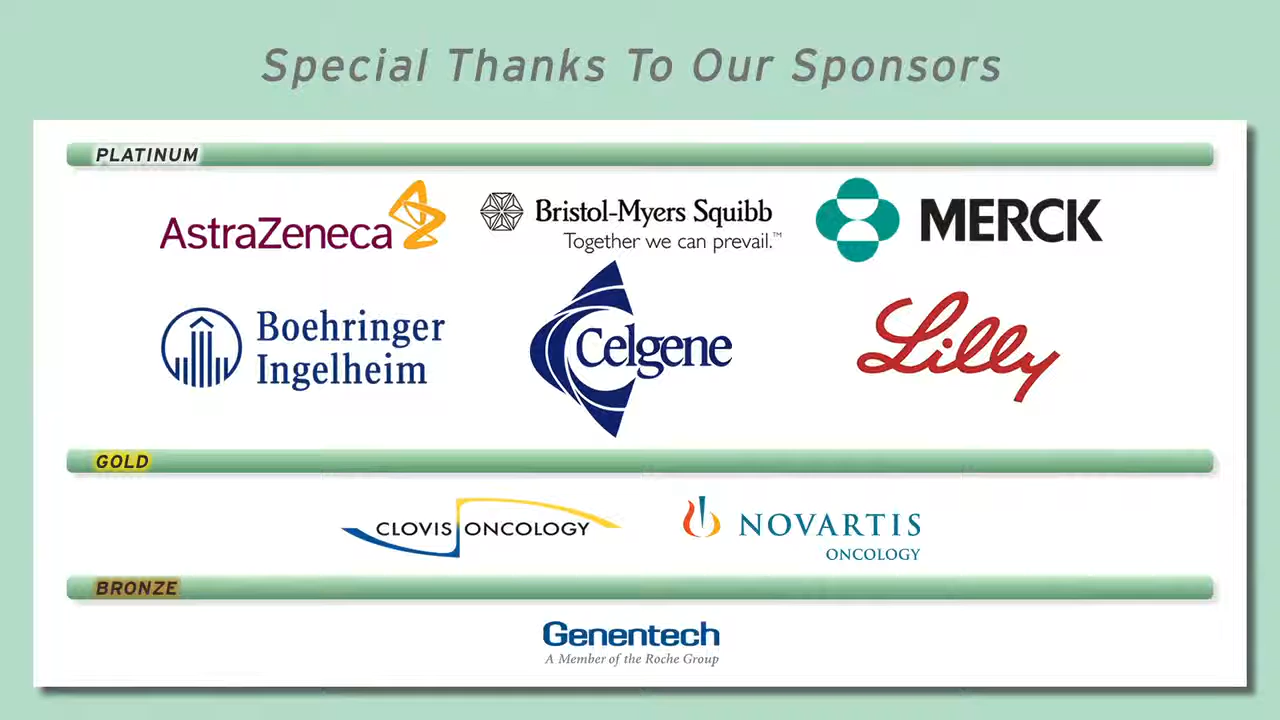 Special Thanks To Our Sponsors
PLATINUM
AstraZeneca
Bristol-Myers Squibb
Together we can prevail.™
MERCK
Boehringer
Ingelheim
Celgene
Lilly
GOLD
CLOVIS ONCOLOGY
NOVARTIS
ONCOLOGY
BRONZE
Genentech
A Member of the Roche Group